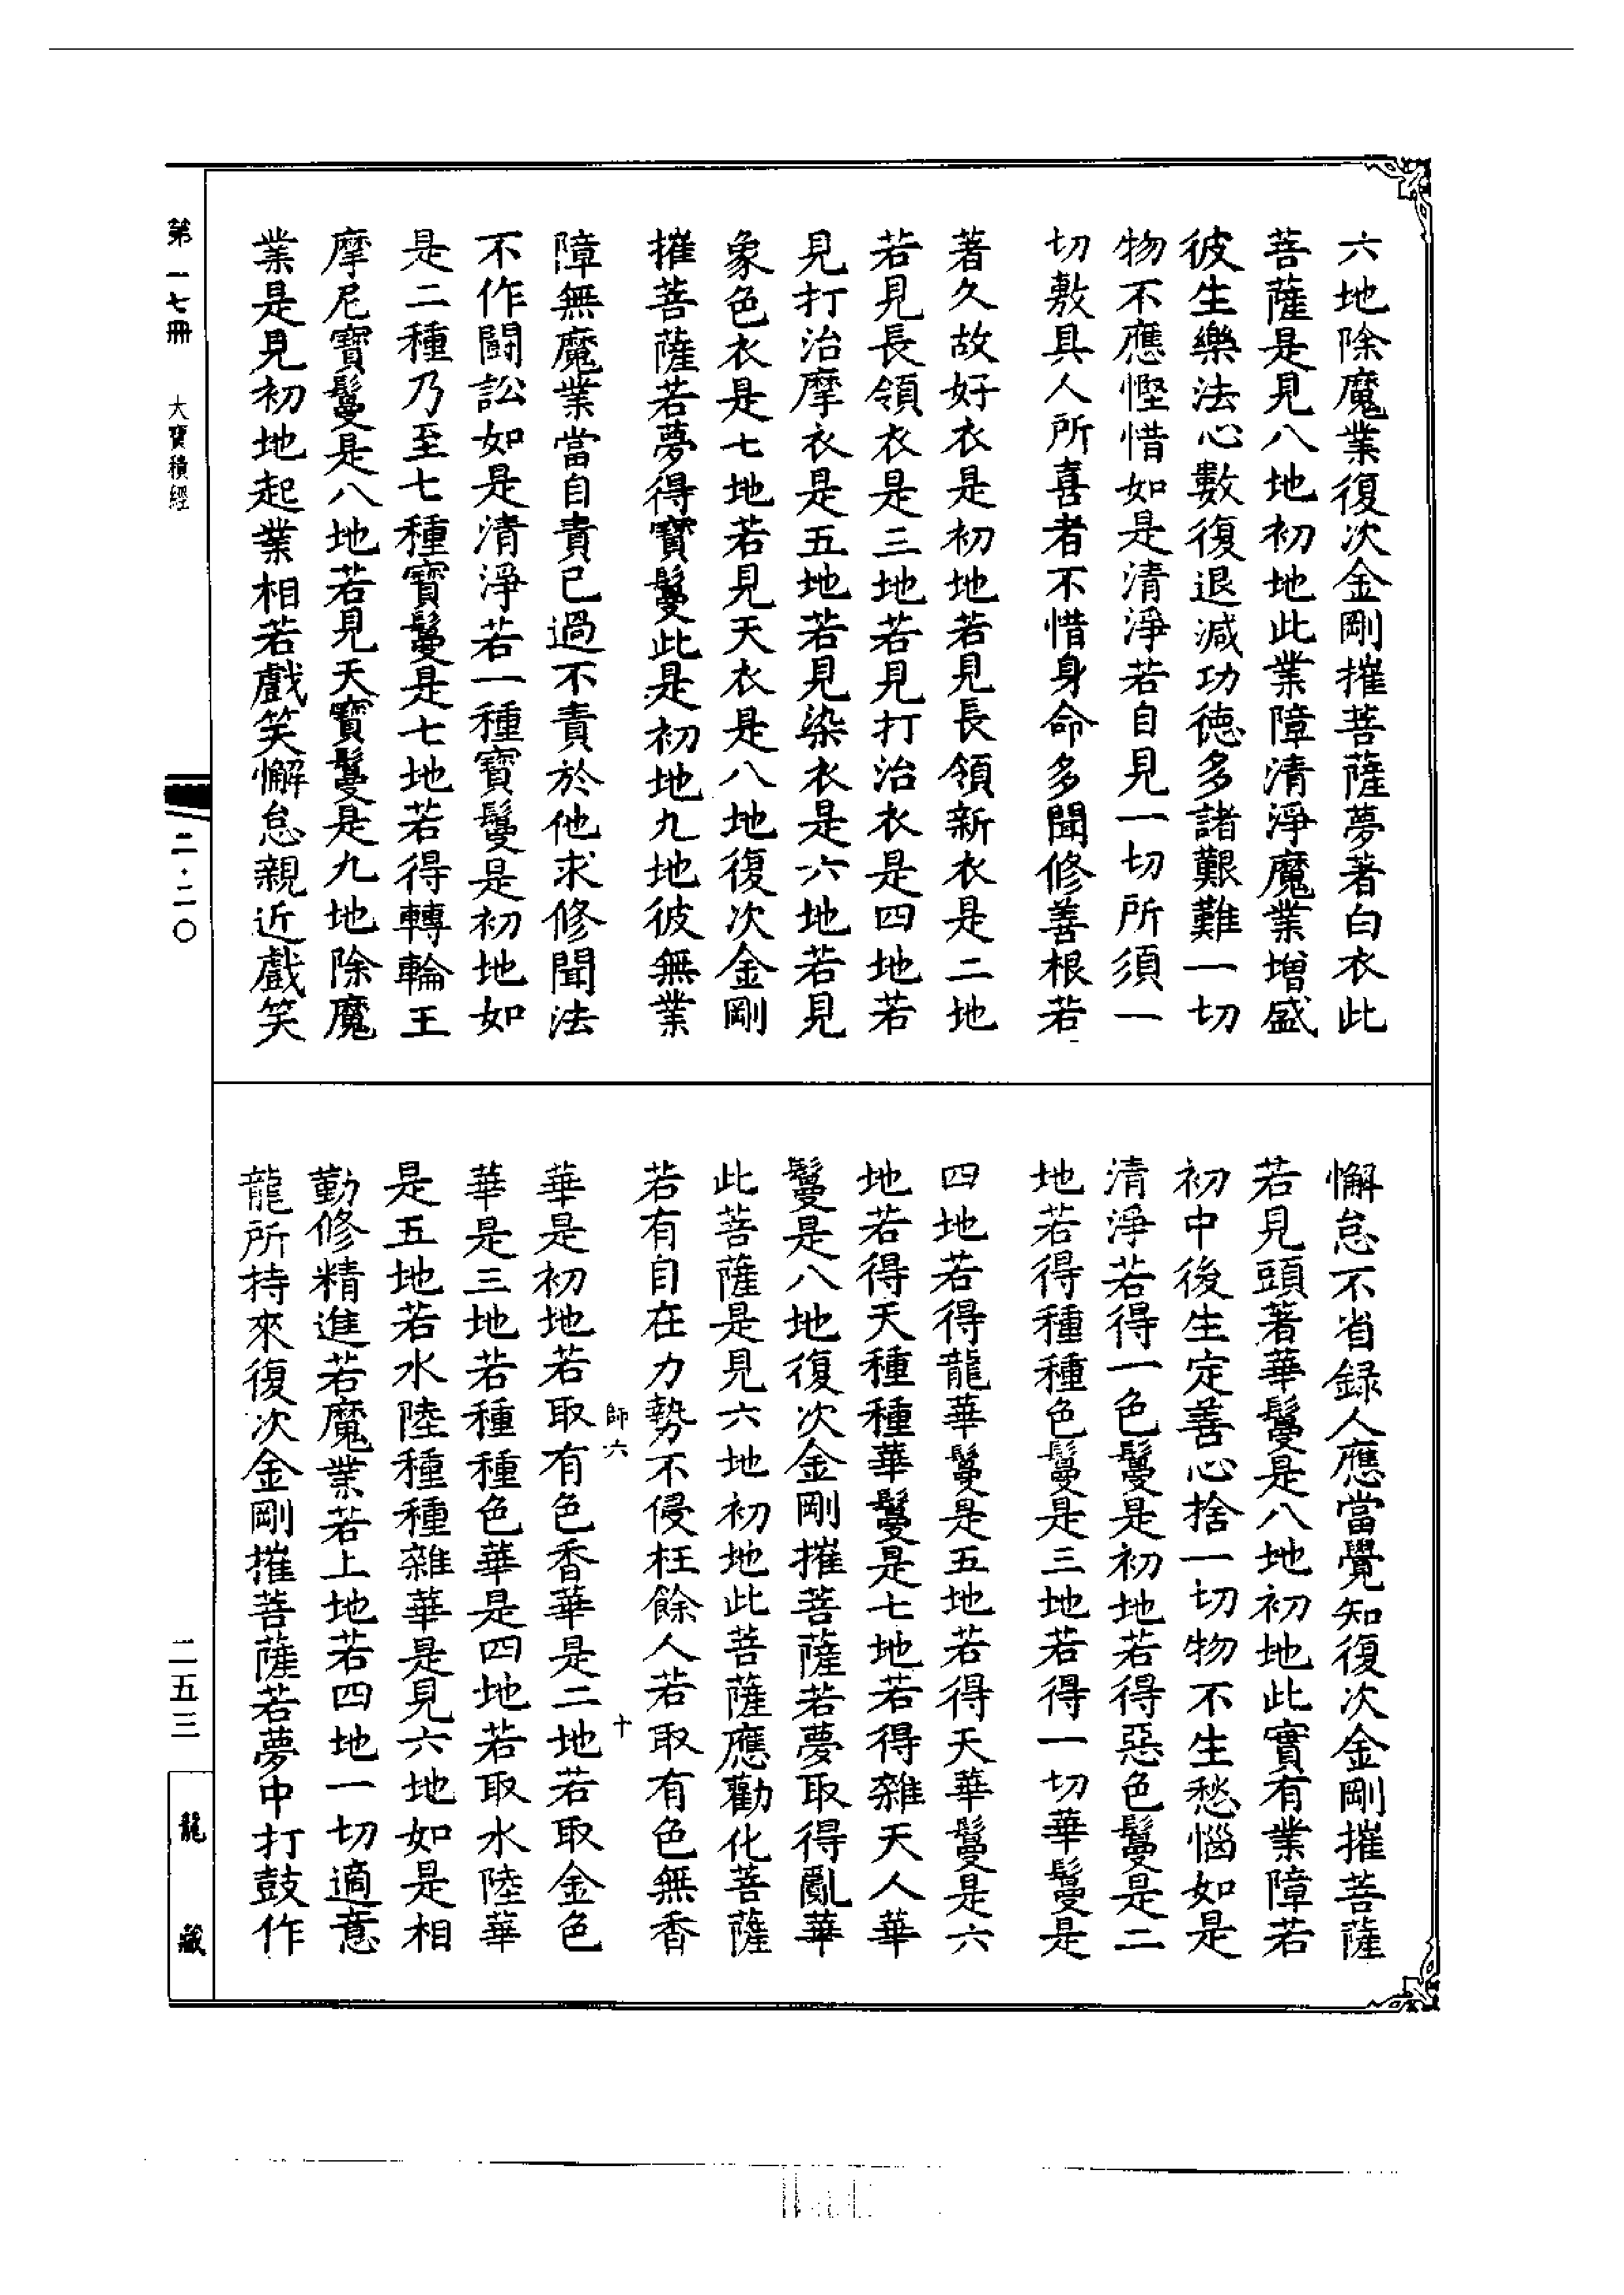 六地除魔業復次金剛摧菩薩夢著白衣此
菩薩是見八地初地此業障清淨魔業增盛
彼生樂法心數復退減功德多諸艱難一切
物不應慳惜如是清淨若自見一切所須一
切敷具人所喜者不惜身命多聞修善根若
著久故好衣是初地若見長領新衣是二地
若見長領衣是三地若見打治衣是四地若
見打治摩衣是五地若見染衣是六地若見
象色衣是七地若見天衣是八地復次金剛
摧菩薩若夢得寶鬘此是初地九地彼無業
障無魔業當自責已過不責於他求修聞法
不作鬪訟如是清淨若一種寶鬘是初地如
是二種乃至七種寶鬘是七地若得轉輪王
摩尼寶鬘是八地若見天寶鬘是九地除魔
業是見初地起業相若戲笑懈怠親近戲笑
懈怠不省録人應當覺知復次金剛摧菩薩
若見頭著華鬘是八地初地此實有業障若
初中後生定善心捨一切物不生愁惱如是
清淨若得一色鬘是初地若得惡色鬘是二
地若得種種色鬘是三地若得一切華鬘是
四地若得龍華鬘是五地若得天華鬘是六
地若得天種種華鬘是七地若得雜天人華
鬘是八地復次金剛摧菩薩若夢取得亂華
此菩薩是見六地初地此菩薩應勸化菩薩
若有自在力勢不侵枉餘人若取有色無香
師六 十
華是初地若取有色香華是二地若取金色
華是三地若種種色華是四地若取水陸華
是五地若水陸種種雜華是見六地如是相
勤修精進若魔業若上地若四地一切適意
龍所持來復次金剛摧菩薩若夢中打鼓作
第一七冊 大寶積經 二·二〇 二五三 龍藏